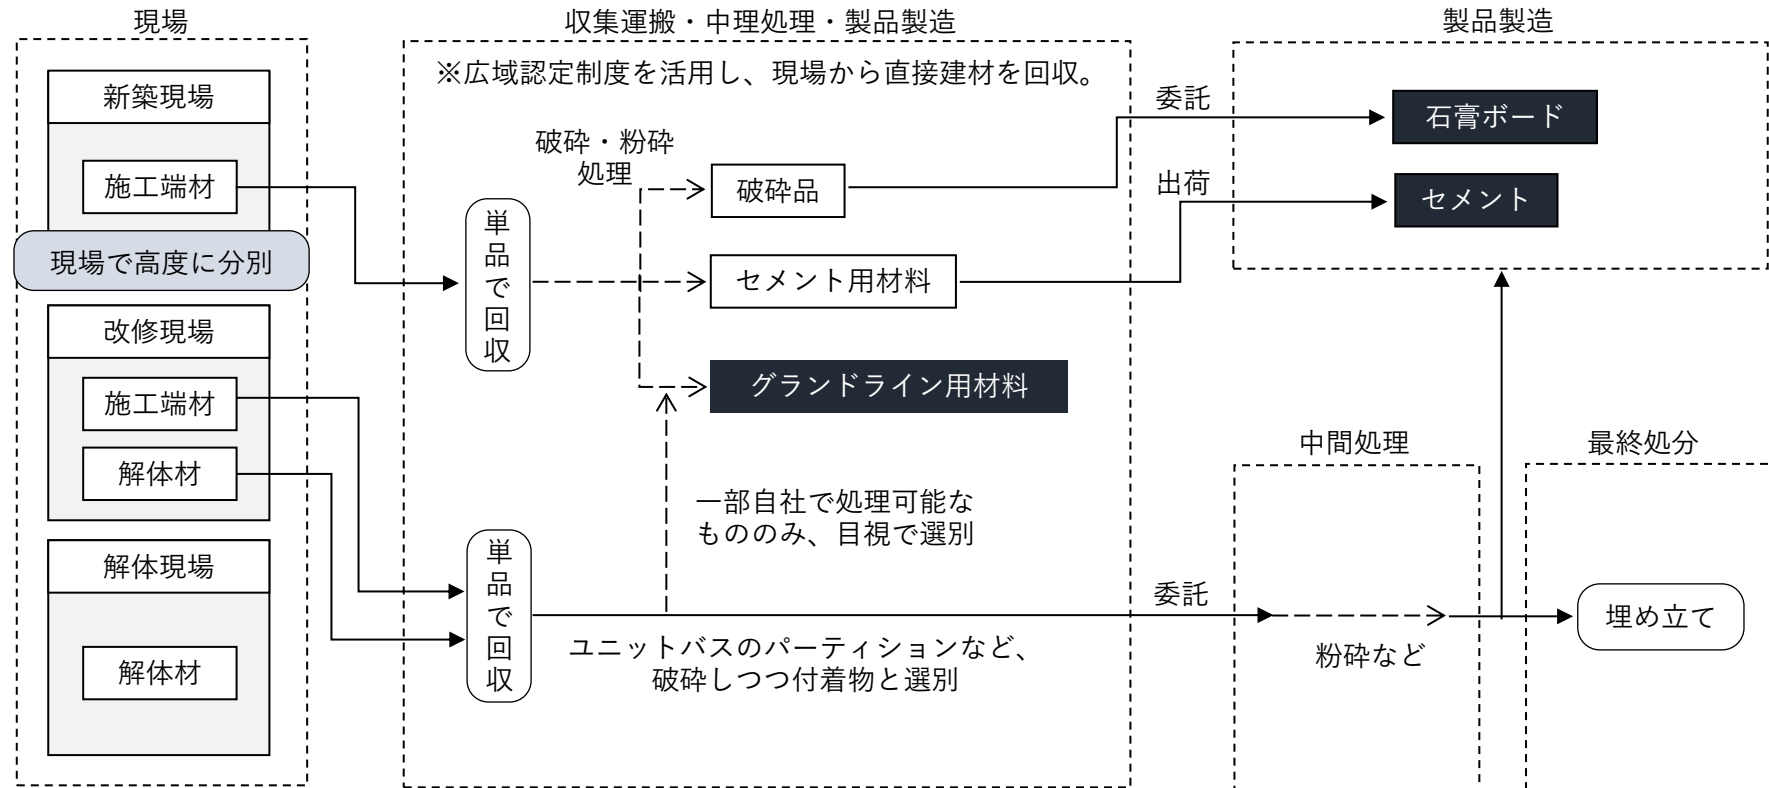 現場
新築現場
施工端材
現場で高度に分別
改修現場
施工端材
解体材
解体現場
解体材
収集運搬・中理処理・製品製造
※広域認定制度を活用し、現場から直接建材を回収。
単品で回収
破砕・粉砕
処理
破砕品
セメント用材料
グランドライン用材料
一部自社で処理可能な
もののみ、目視で選別
単品で回収
ユニットバスのパーティションなど、
破砕しつつ付着物と選別
委託
出荷
委託
製品製造
石膏ボード
セメント
中間処理
粉砕など
最終処分
埋め立て